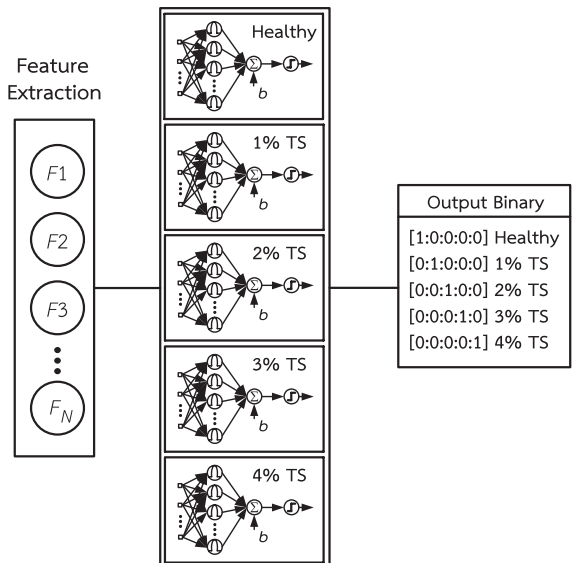 Feature
Extraction
F1
F2
F3
F_N
Healthy
Σ
b
1% TS
Σ
b
2% TS
Σ
b
3% TS
Σ
b
4% TS
Σ
b
Output Binary
[1:0:0:0:0] Healthy
[0:1:0:0:0] 1% TS
[0:0:1:0:0] 2% TS
[0:0:0:1:0] 3% TS
[0:0:0:0:1] 4% TS